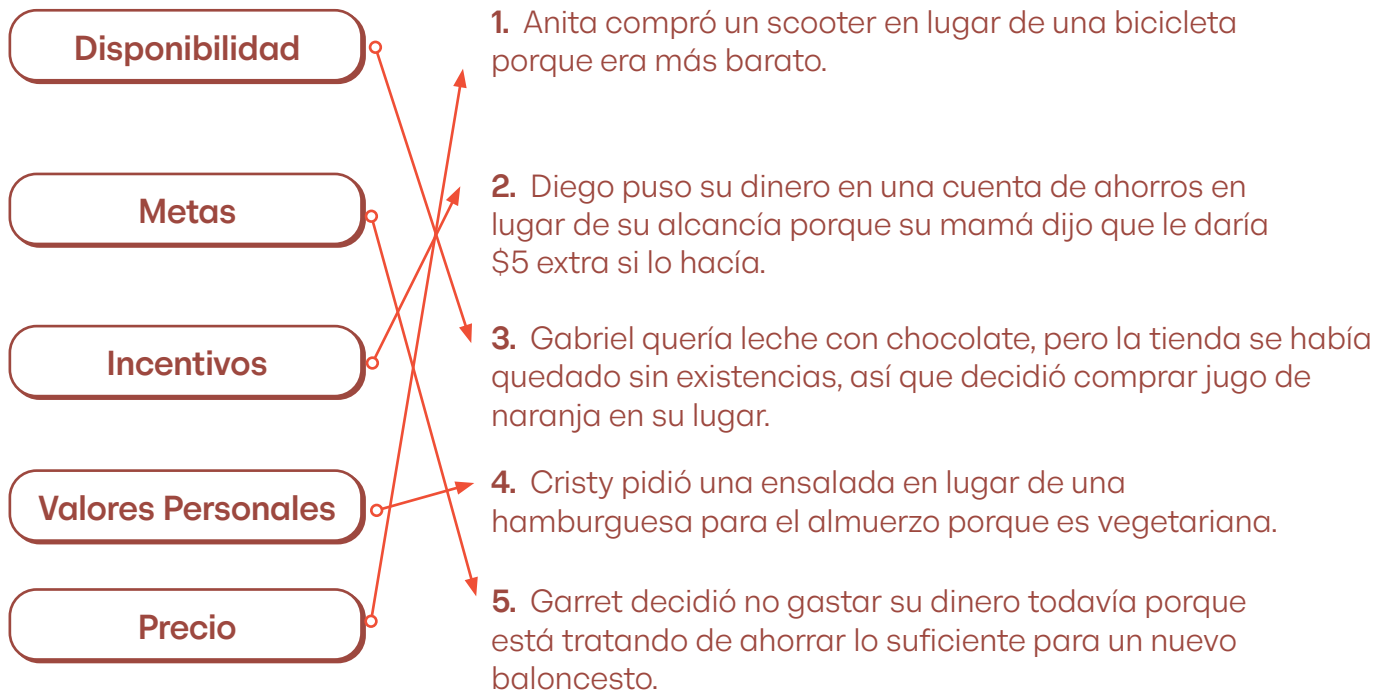 Disponibilidad
Metas
Incentivos
Valores Personales
Precio
1. Anita compró un scooter en lugar de una bicicleta
porque era más barato.
2. Diego puso su dinero en una cuenta de ahorros en
lugar de su alcancía porque su mamá dijo que le daría
$5 extra si lo hacía.
3. Gabriel quería leche con chocolate, pero la tienda se había
quedado sin existencias, así que decidió comprar jugo de
naranja en su lugar.
4. Cristy pidió una ensalada en lugar de una
hamburguesa para el almuerzo porque es vegetariana.
5. Garret decidió no gastar su dinero todavía porque
está tratando de ahorrar lo suficiente para un nuevo
baloncesto.